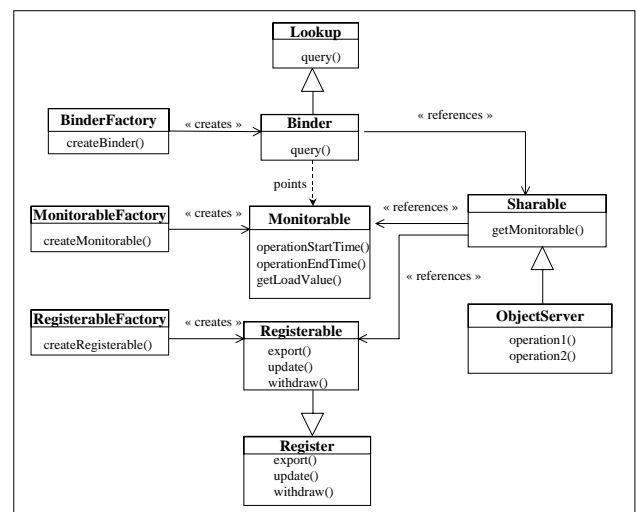 Lookup
query()
BinderFactory
createBinder()
« creates »
Binder
query()
« references »
points
MonitorableFactory
createMonitorable()
« creates »
Monitorable
operationStartTime()
operationEndTime()
getLoadValue()
« references »
Sharable
getMonitorable()
« references »
RegisterableFactory
createRegisterable()
« creates »
Registerable
export()
update()
withdraw()
ObjectServer
operation1()
operation2()
Register
export()
update()
withdraw()